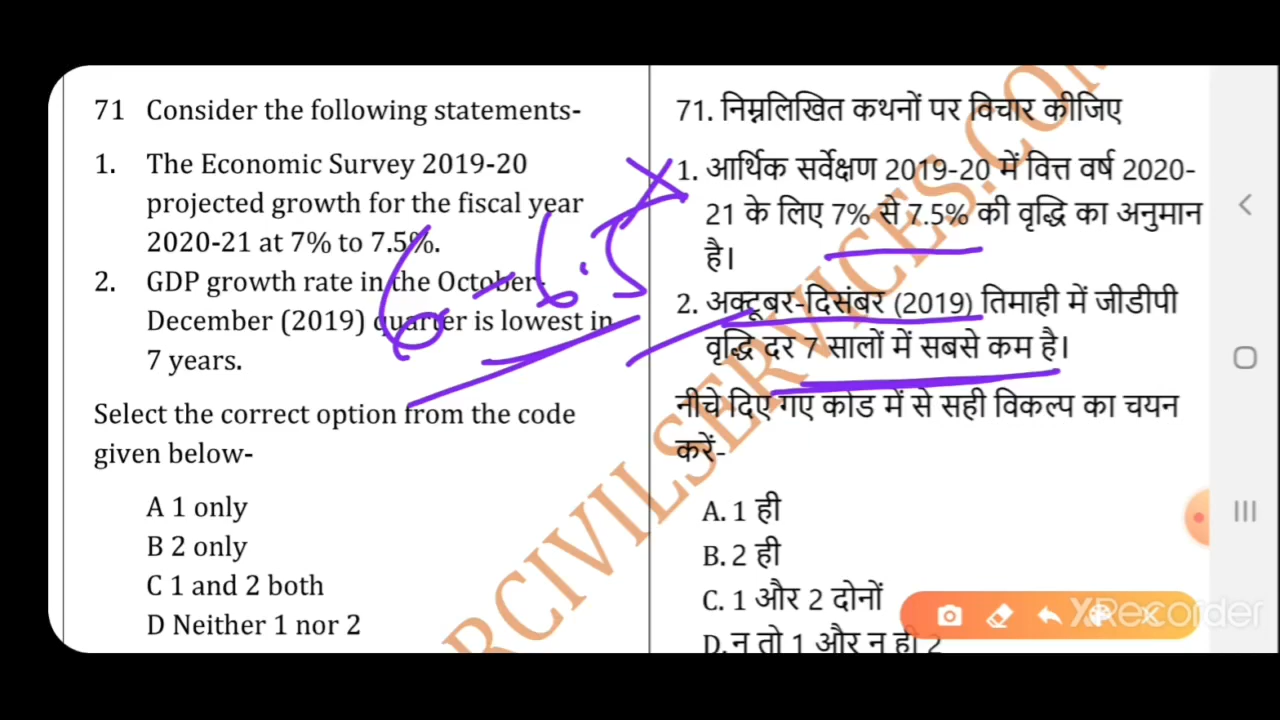 71 Consider the following statements-
1. The Economic Survey 2019-20
projected growth for the fiscal year
2020-21 at 7% to 7.5%.
2. GDP growth rate in the October-
December (2019) quarter is lowest in
7 years.
Select the correct option from the code
given below-
A 1 only
B 2 only
C 1 and 2 both
D Neither 1 nor 2
71. निम्नलिखित कथनों पर विचार कीजिए
1. आर्थिक सर्वेक्षण 2019-20 में वित्त वर्ष 2020-
21 के लिए 7% से 7.5% की वृद्धि का अनुमान
है।
2. अक्टूबर-दिसंबर (2019) तिमाही में जीडीपी
वृद्धि दर 7 सालों में सबसे कम है।
नीचे दिए गए कोड में से सही विकल्प का चयन
करें-
A. 1 ही
B. 2 ही
C. 1 और 2 दोनों
D. न तो 1 और न ही 2
6-6.5
RCIVILSERVICES.COM
XRecorder